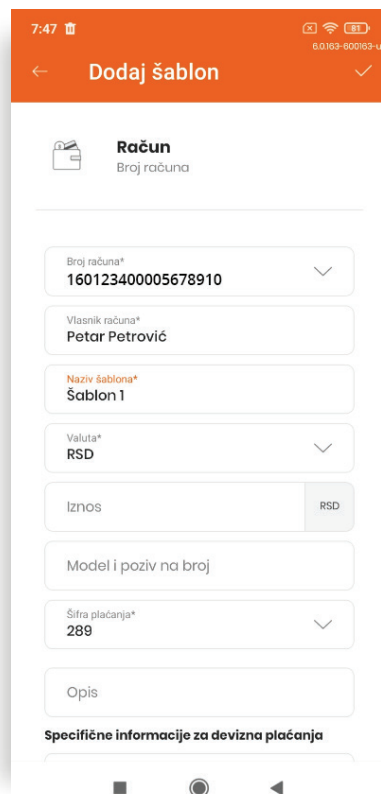 7:47
81
6.0.163-600163-u
Dodaj šablon
Račun
Broj računa
Broj računa*
160123400005678910
Vlasnik računa*
Petar Petrović
Naziv šablona*
Šablon 1
Valuta*
RSD
Iznos
RSD
Model i poziv na broj
Šifra plaćanja*
289
Opis
Specifične informacije za devizna plaćanja